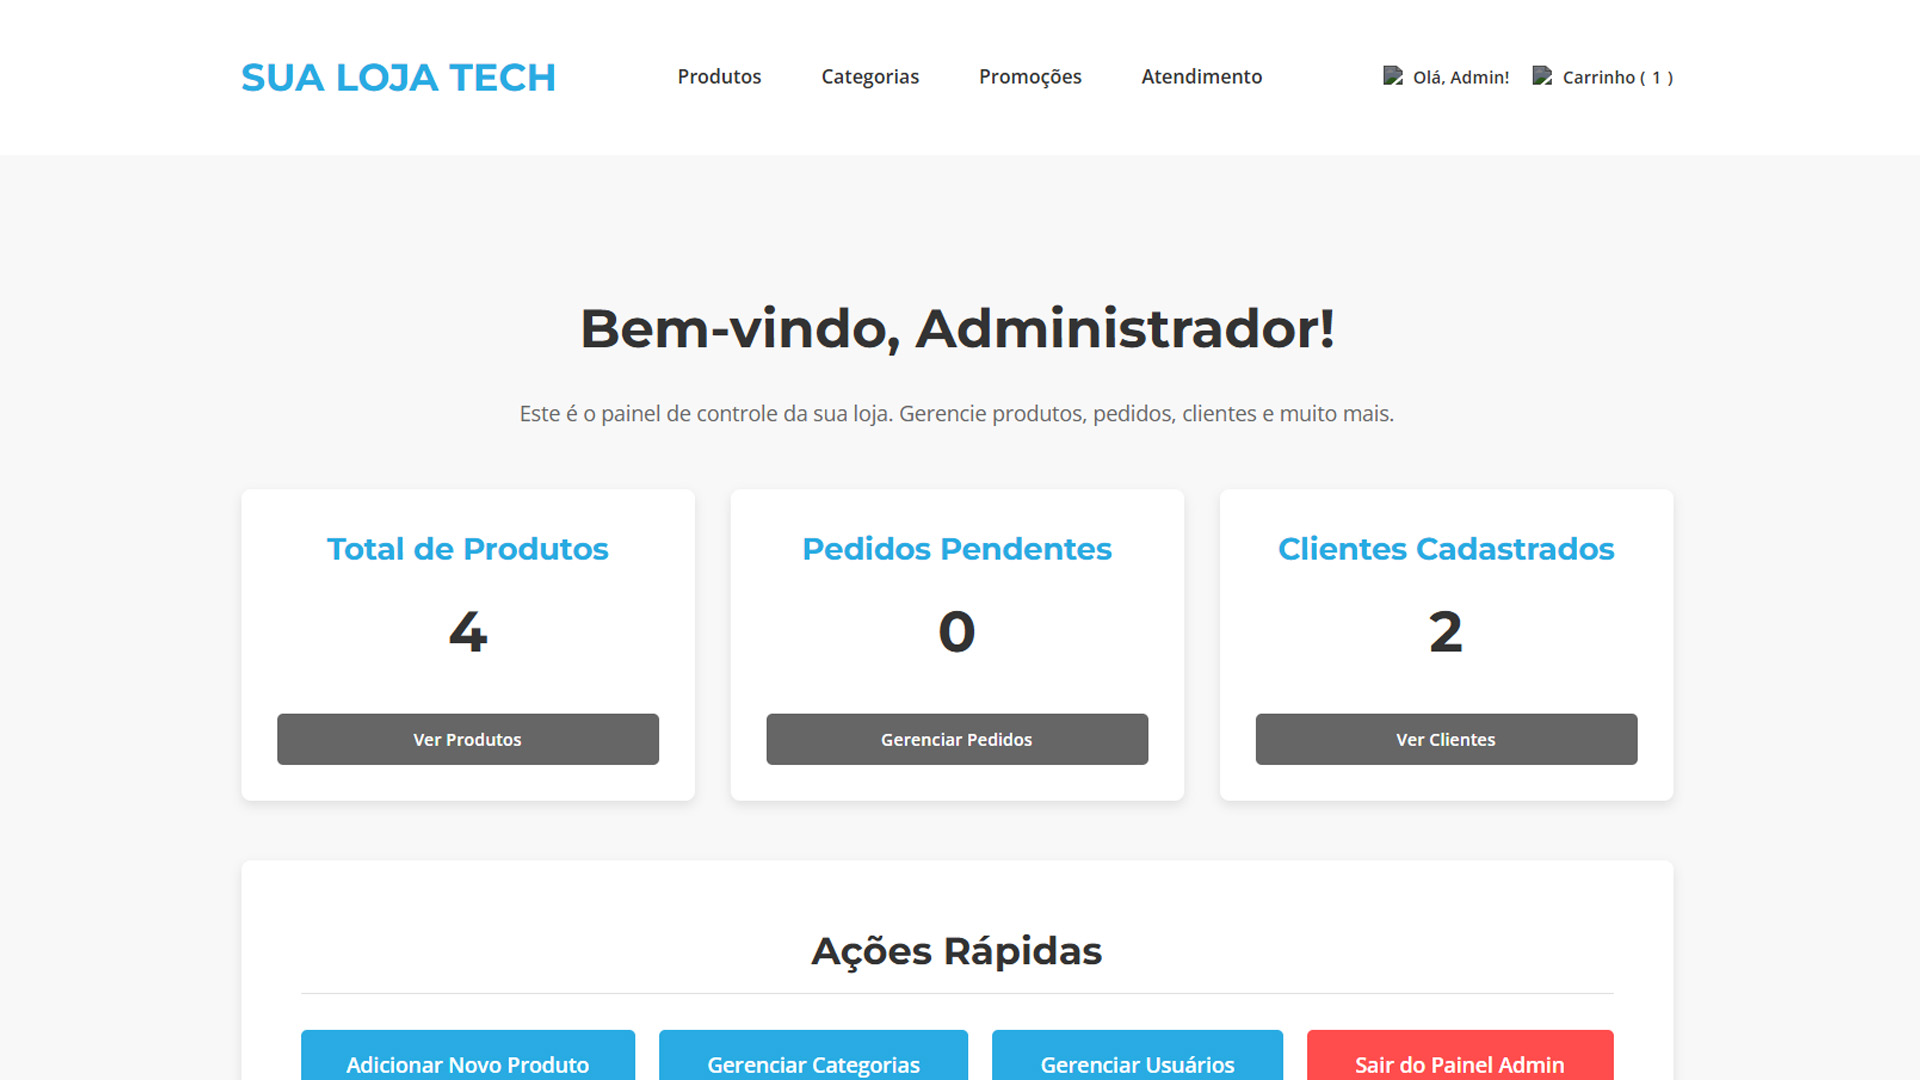 SUA LOJA TECH
Produtos
Categorias
Promoções
Atendimento
Olá, Admin!
Carrinho ( 1 )
Bem-vindo, Administrador!
Este é o painel de controle da sua loja. Gerencie produtos, pedidos, clientes e muito mais.
Total de Produtos
4
Ver Produtos
Pedidos Pendentes
0
Gerenciar Pedidos
Clientes Cadastrados
2
Ver Clientes
Ações Rápidas
Adicionar Novo Produto
Gerenciar Categorias
Gerenciar Usuários
Sair do Painel Admin